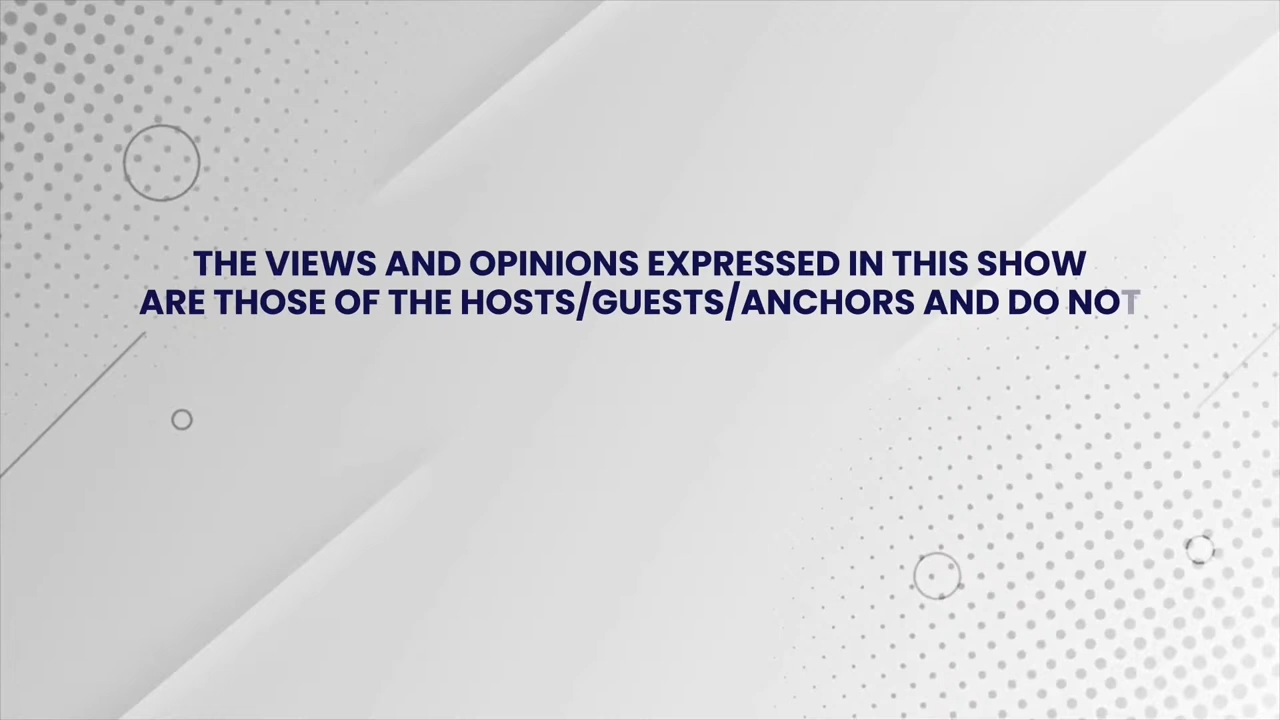 THE VIEWS AND OPINIONS EXPRESSED IN THIS SHOW
ARE THOSE OF THE HOSTS/GUESTS/ANCHORS AND DO NOT